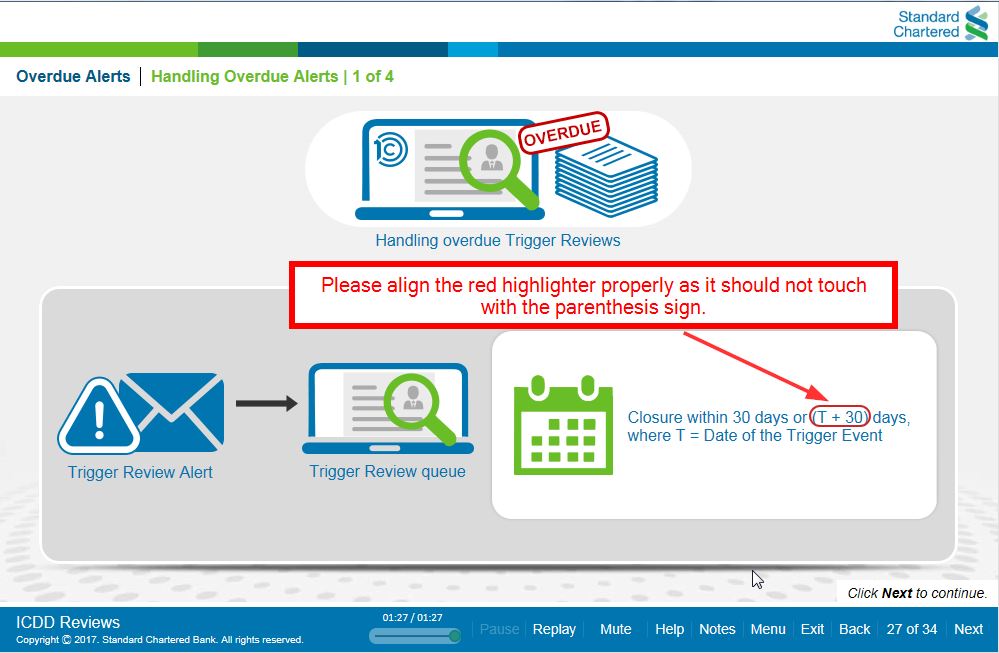 Standard
Chartered
Overdue Alerts | Handling Overdue Alerts | 1 of 4
OVERDUE
Handling overdue Trigger Reviews
Please align the red highlighter properly as it should not touch
with the parenthesis sign.
Closure within 30 days or (T + 30) days,
where T = Date of the Trigger Event
Trigger Review Alert
Trigger Review queue
Click Next to continue.
ICDD Reviews
Copyright © 2017. Standard Chartered Bank. All rights reserved.
01:27 / 01:27
Pause Replay Mute Help Notes Menu Exit Back 27 of 34 Next